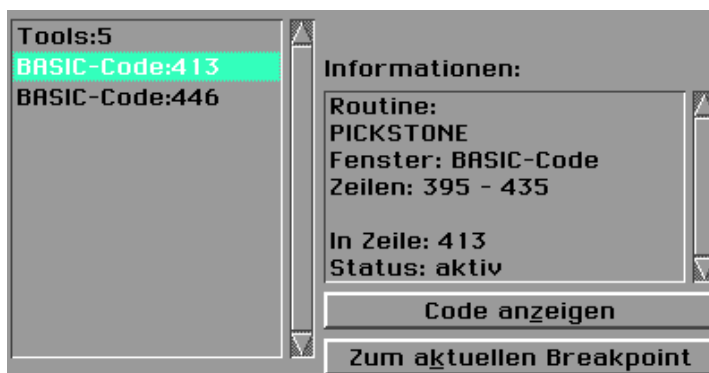 Tools:5
BASIC-Code:413
BASIC-Code:446
Informationen:
Routine:
PICKSTONE
Fenster: BASIC-Code
Zeilen: 395 - 435
In Zeile: 413
Status: aktiv
Code anzeigen
Zum aktuellen Breakpoint